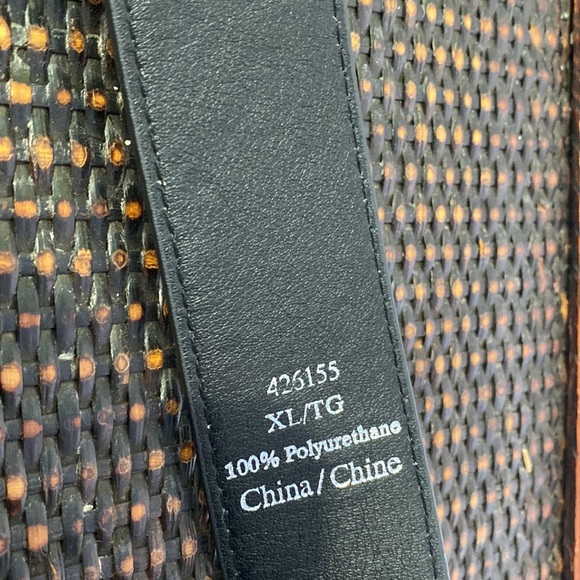 426155
XL/TG
100% Polyurethane
China/Chine